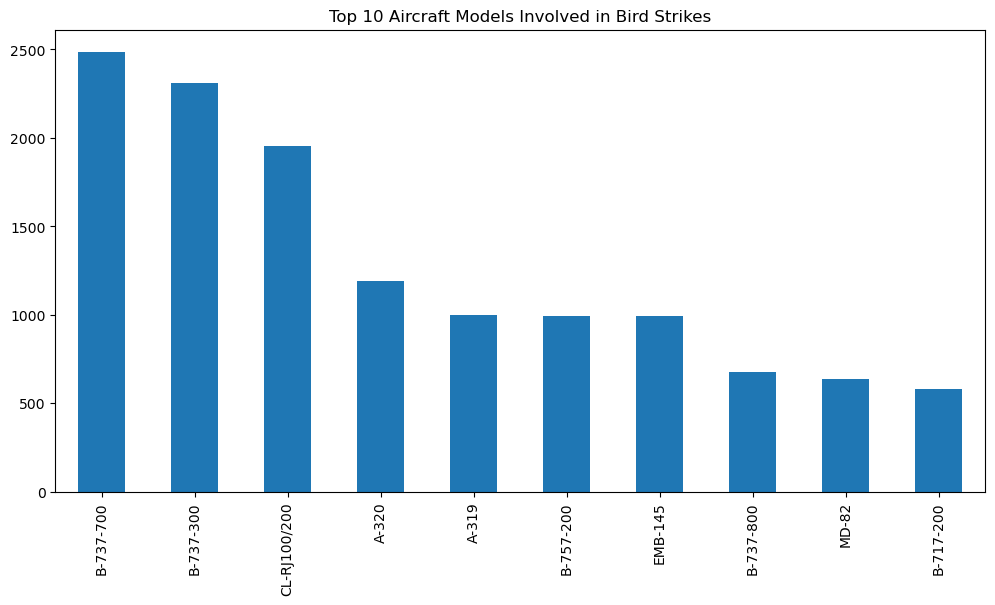 Top 10 Aircraft Models Involved in Bird Strikes
2500
2000
1500
1000
500
0
B-737-700
B-737-300
CL-RJ100/200
A-320
A-319
B-757-200
EMB-145
B-737-800
MD-82
B-717-200